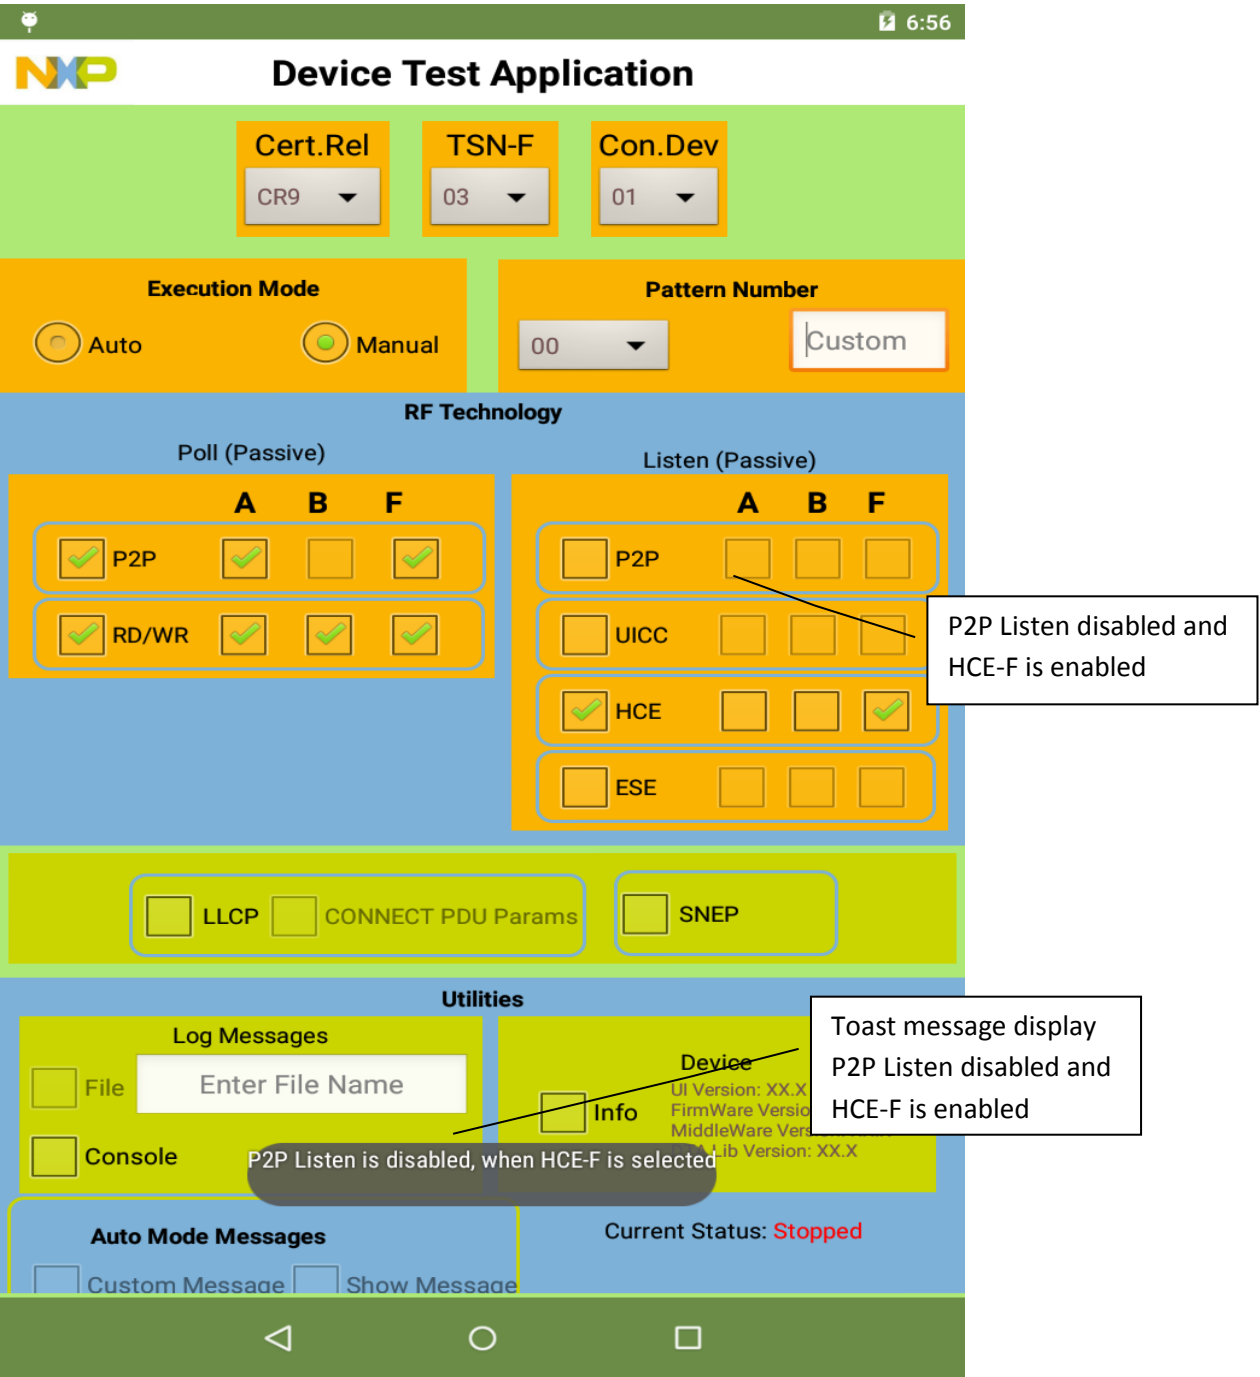 6:56
NXP
Device Test Application
Cert.Rel TSN-F Con.Dev
CR9 03 01
Execution Mode
Auto Manual
Pattern Number
00 Custom
RF Technology
Poll (Passive)
A B F
P2P
RD/WR
Listen (Passive)
A B F
P2P
UICC
HCE
ESE
P2P Listen disabled and
HCE-F is enabled
LLCP CONNECT PDU Params SNEP
Utilities
Log Messages
File Enter File Name
Console
Device
Info
UI Version: XX.X
FirmWare
MiddleWare
Lib Version: XX.X
Toast message display
P2P Listen disabled and
HCE-F is enabled
P2P Listen is disabled, when HCE-F is selected
Auto Mode Messages
Custom Message Show Message
Current Status: Stopped